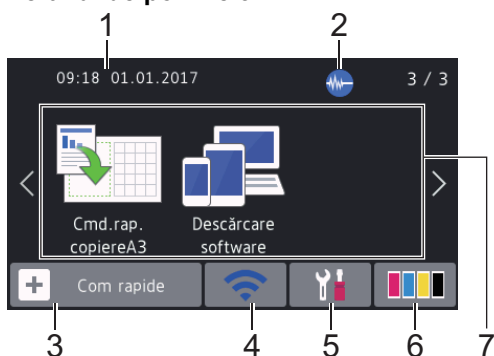 1
2
09:18 01.01.2017
3 / 3
Cmd.rap.
copiereA3
Descărcare
software
Com rapide
3
4
5
6
7